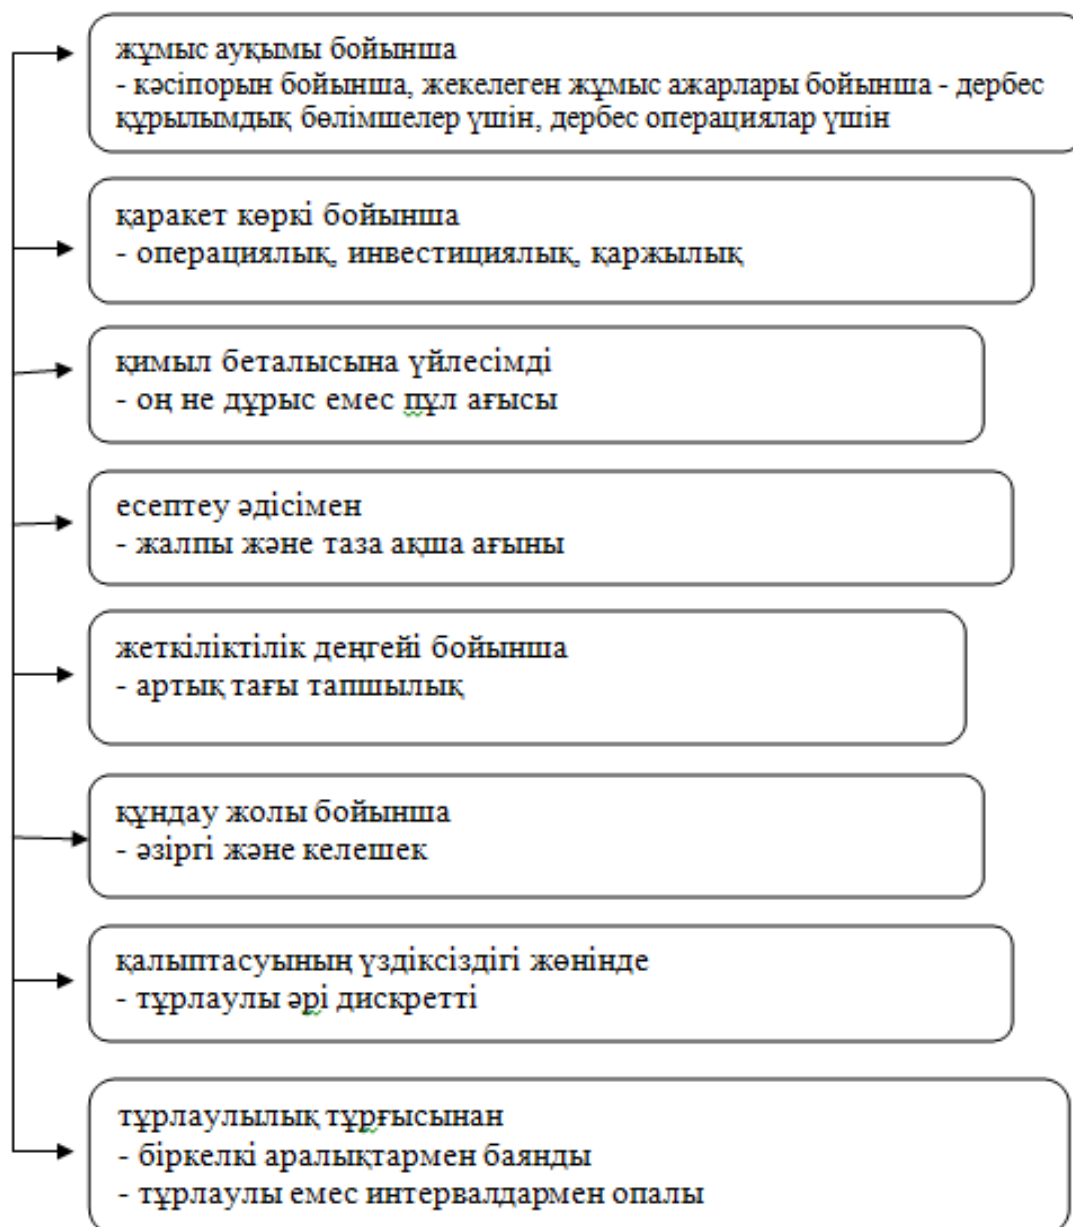 жұмыс ауқымы бойынша
- кәсіпорын бойынша, жекелеген жұмыс ажарлары бойынша - дербес
құрылымдық бөлімшелер үшін, дербес операциялар үшін
қаракет көркі бойынша
- операциялық, инвестициялық, қаржылық
қимыл беталысына үйлесімді
- оң не дұрыс емес пұл ағысы
есептеу әдісімен
- жалпы және таза ақша ағыны
жеткіліктілік деңгейі бойынша
- артық тағы тапшылық
құндау жолы бойынша
- әзіргі және келешек
қалыптасуының үздіксіздігі жөнінде
- тұрлаулы әрі дискретті
тұрлаулылық тұрғысынан
- біркелкі аралықтармен баянды
- тұрлаулы емес интервалдармен опалы